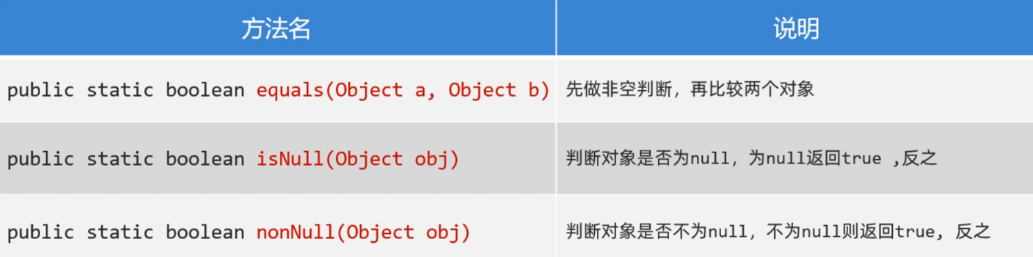 方法名
说明
public static boolean equals(Object a, Object b)
先做非空判断，再比较两个对象
public static boolean isNull(Object obj)
判断对象是否为null，为null返回true ,反之
public static boolean nonNull(Object obj)
判断对象是否不为null，不为null则返回true, 反之